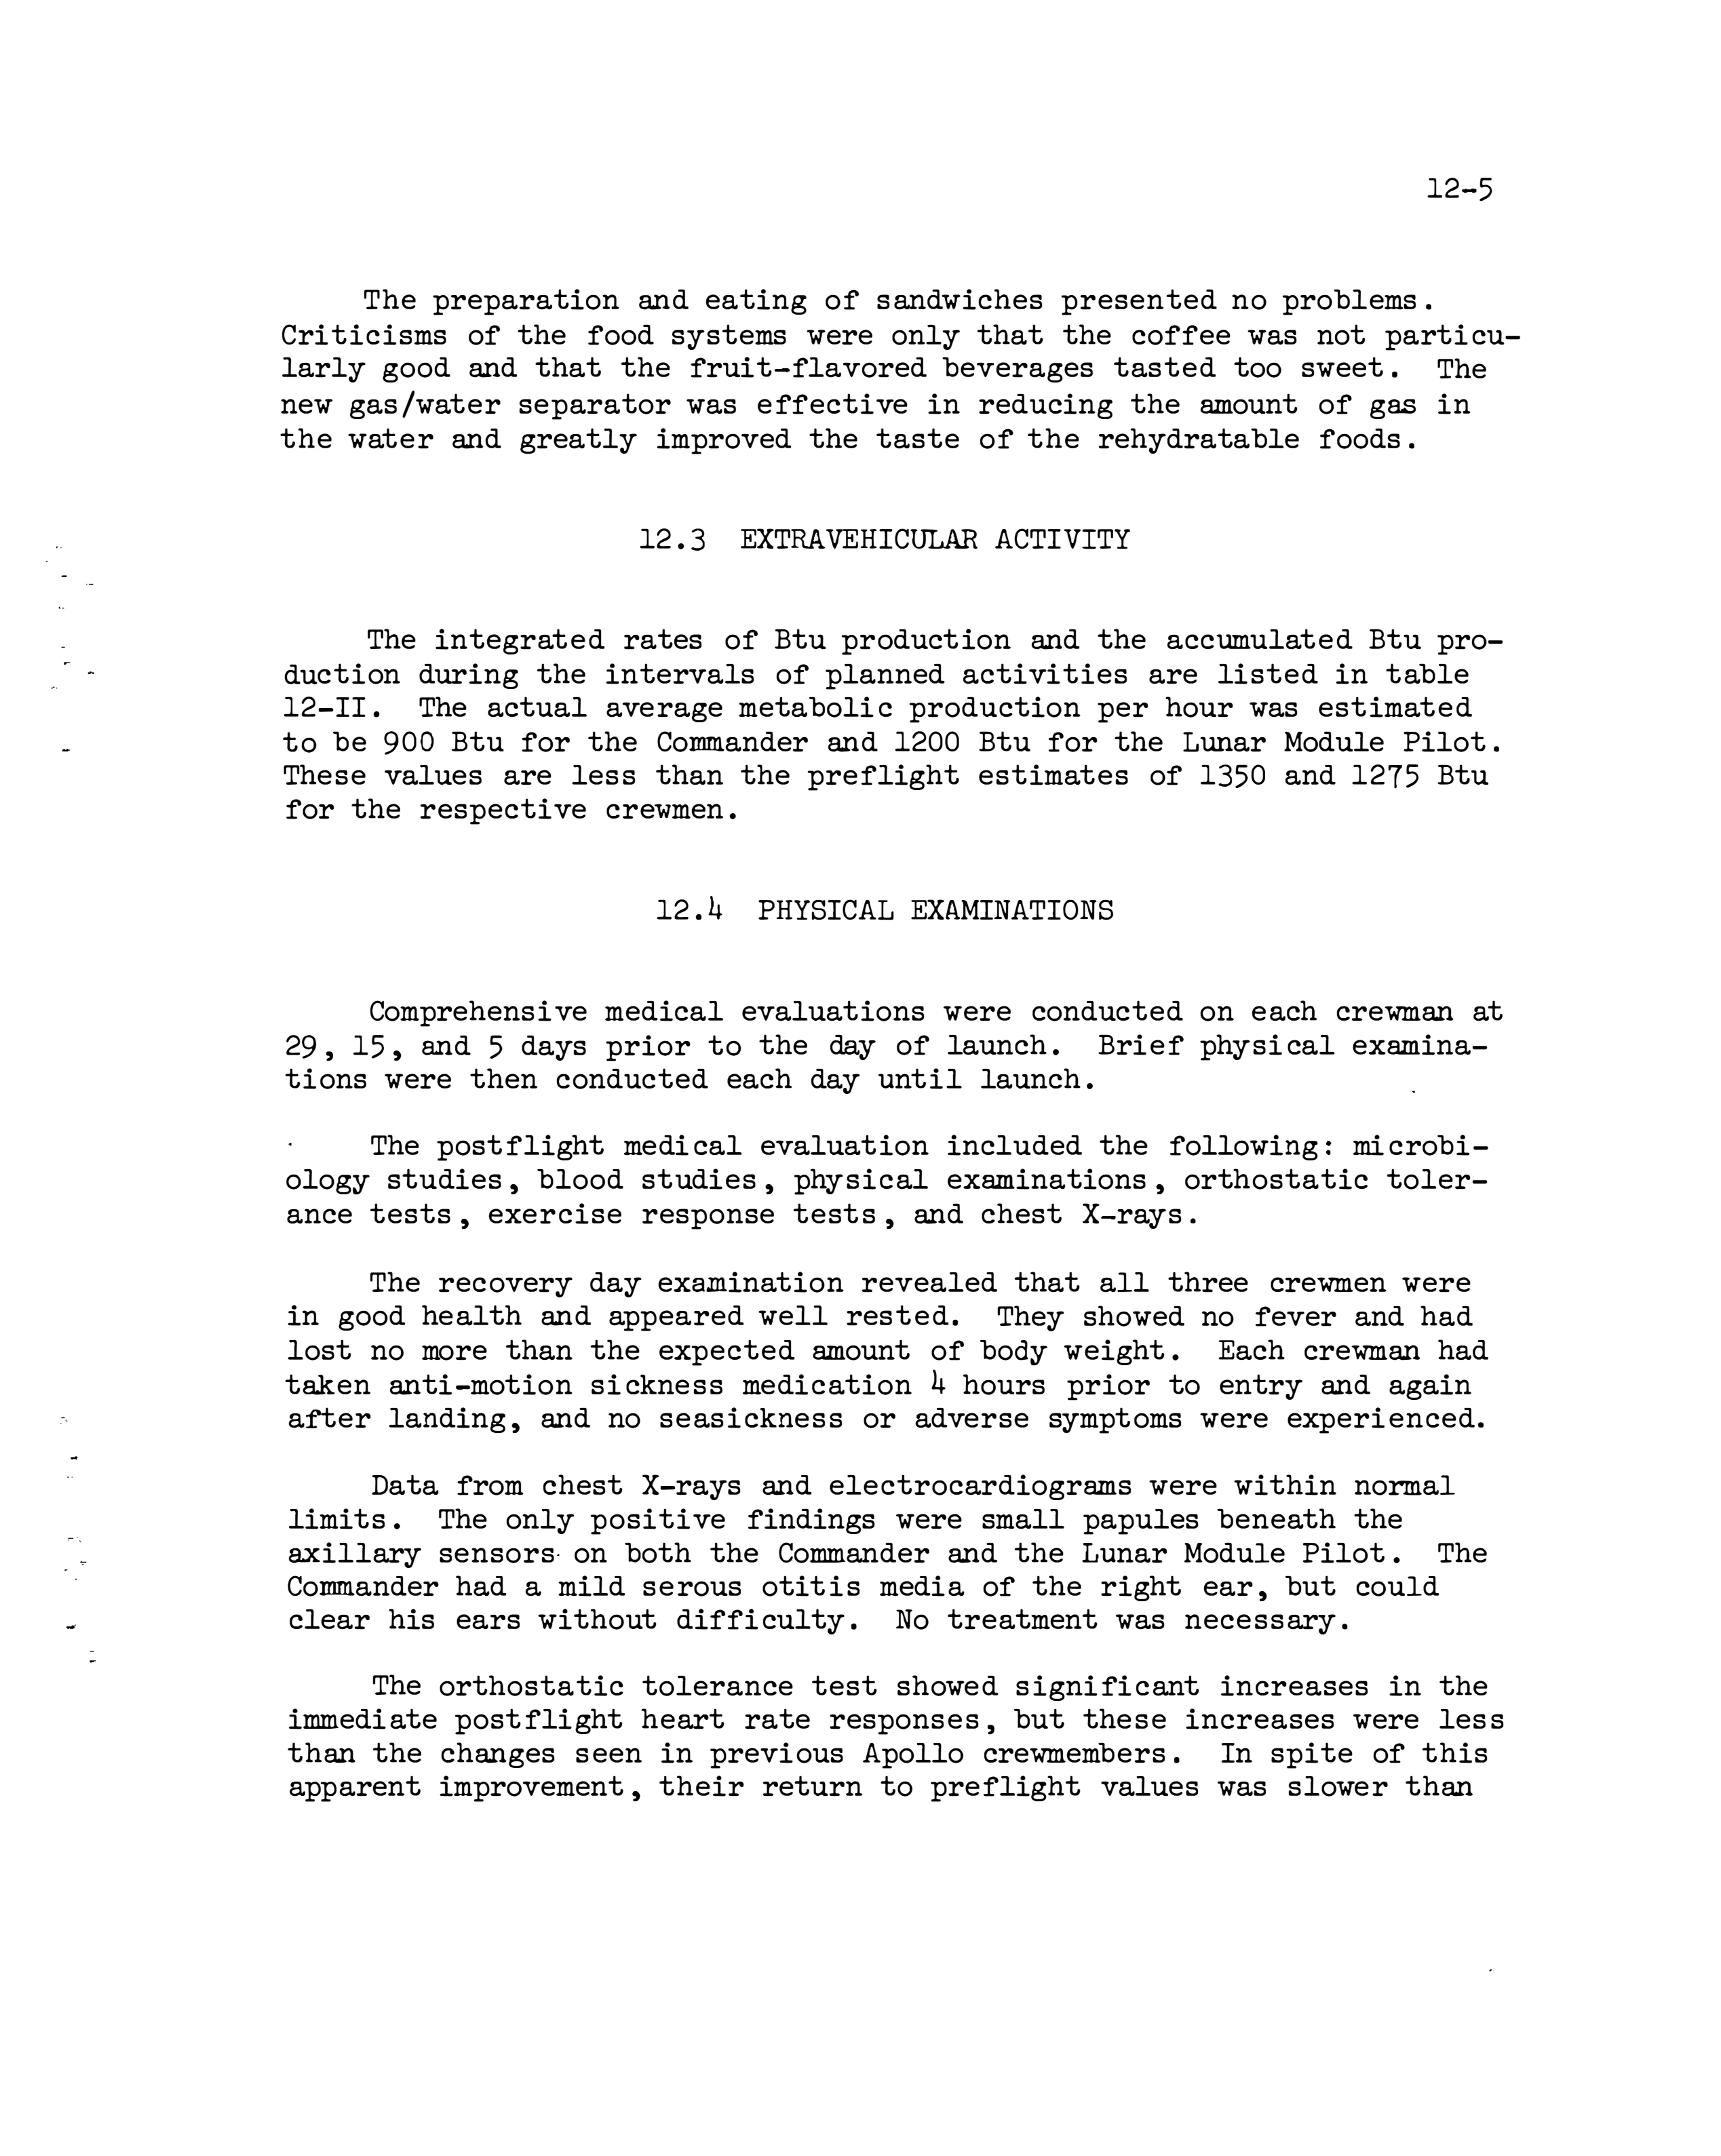 12-5
The preparation and eating of sandwiches presented no problems.
Criticisms of the food systems were only that the coffee was not particu-
larly good and that the fruit-flavored beverages tasted too sweet. The
new gas/water separator was effective in reducing the amount of gas in
the water and greatly improved the taste of the rehydratable foods.
12.3 EXTRAVEHICULAR ACTIVITY
The integrated rates of Btu production and the accumulated Btu pro-
duction during the intervals of planned activities are listed in table
12-II. The actual average metabolic production per hour was estimated
to be 900 Btu for the Commander and 1200 Btu for the Lunar Module Pilot.
These values are less than the preflight estimates of 1350 and 1275 Btu
for the respective crewmen.
12.4 PHYSICAL EXAMINATIONS
Comprehensive medical evaluations were conducted on each crewman at
29, 15, and 5 days prior to the day of launch. Brief physical examina-
tions were then conducted each day until launch.
The postflight medical evaluation included the following: microbi-
ology studies, blood studies, physical examinations, orthostatic toler-
ance tests, exercise response tests, and chest X-rays.
The recovery day examination revealed that all three crewmen were
in good health and appeared well rested. They showed no fever and had
lost no more than the expected amount of body weight. Each crewman had
taken anti-motion sickness medication 4 hours prior to entry and again
after landing, and no seasickness or adverse symptoms were experienced.
Data from chest X-rays and electrocardiograms were within normal
limits. The only positive findings were small papules beneath the
axillary sensors on both the Commander and the Lunar Module Pilot. The
Commander had a mild serous otitis media of the right ear, but could
clear his ears without difficulty. No treatment was necessary.
The orthostatic tolerance test showed significant increases in the
immediate postflight heart rate responses, but these increases were less
than the changes seen in previous Apollo crewmembers. In spite of this
apparent improvement, their return to preflight values was slower than